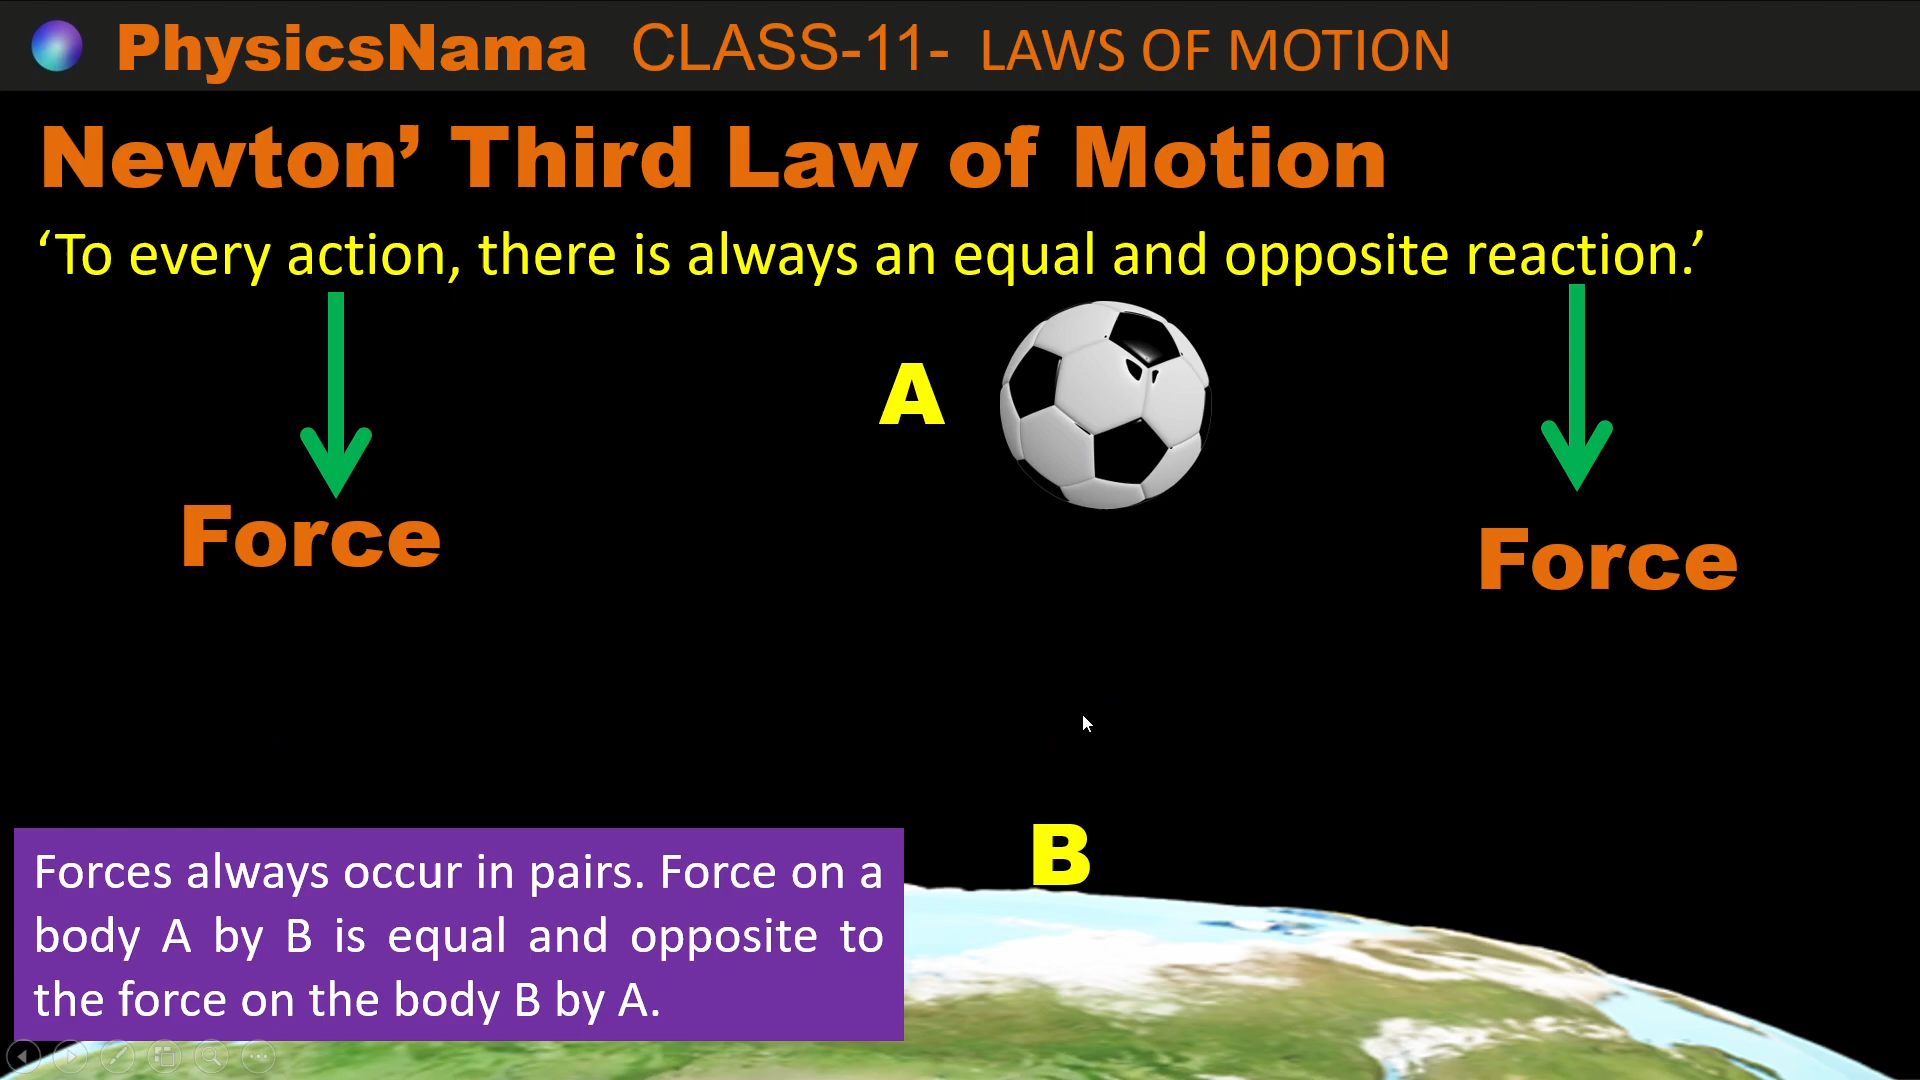 PhysicsNama CLASS-11- LAWS OF MOTION
Newton’ Third Law of Motion
‘To every action, there is always an equal and opposite reaction.’
A
Force
Force
B
Forces always occur in pairs. Force on a
body A by B is equal and opposite to
the force on the body B by A.